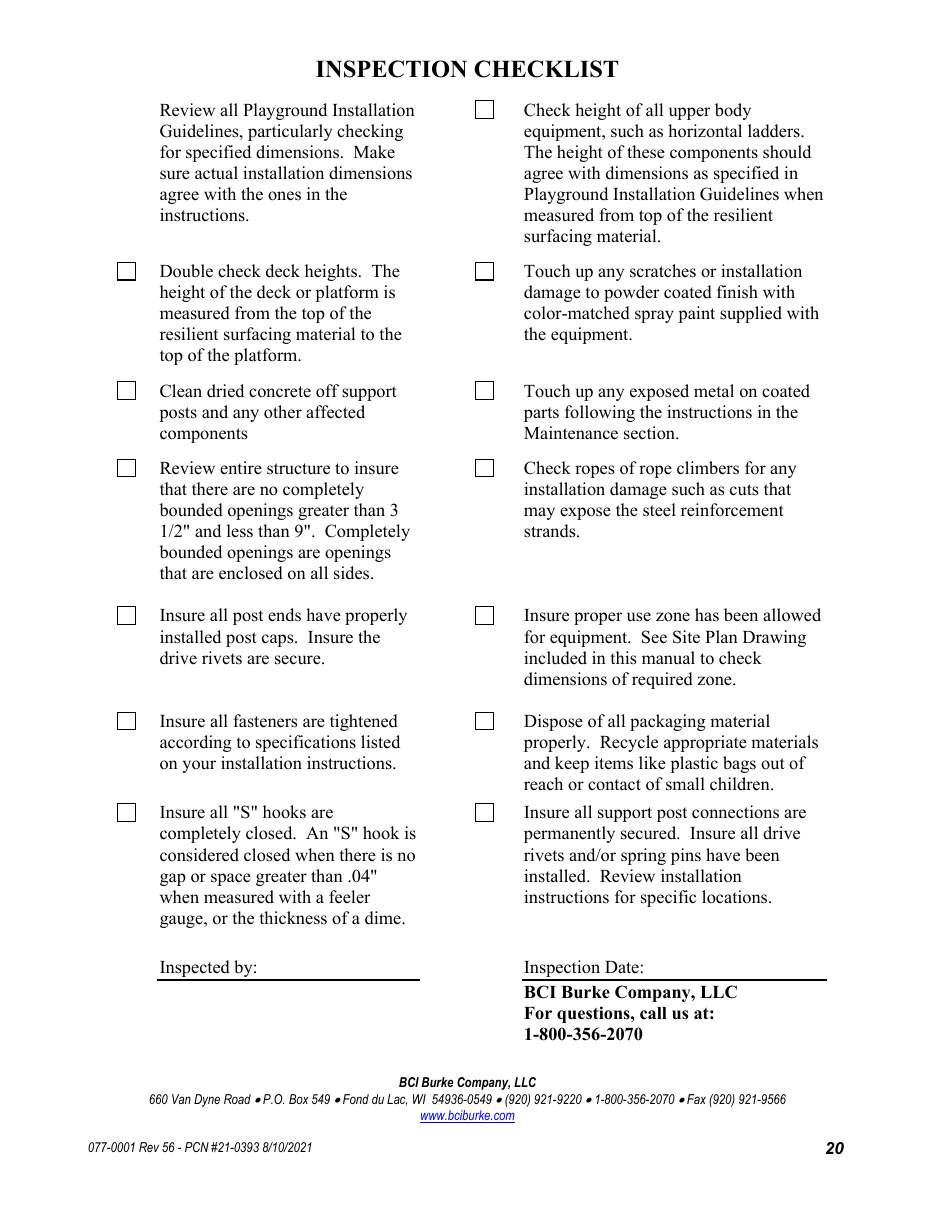 INSPECTION CHECKLIST
Review all Playground Installation
Guidelines, particularly checking
for specified dimensions.  Make
sure actual installation dimensions
agree with the ones in the
instructions.
Check height of all upper body
equipment, such as horizontal ladders.
The height of these components should
agree with dimensions as specified in
Playground Installation Guidelines when
measured from top of the resilient
surfacing material.
Double check deck heights.  The
height of the deck or platform is
measured from the top of the
resilient surfacing material to the
top of the platform.
Touch up any scratches or installation
damage to powder coated finish with
color-matched spray paint supplied with
the equipment.
Clean dried concrete off support
posts and any other affected
components
Touch up any exposed metal on coated
parts following the instructions in the
Maintenance section.
Review entire structure to insure
that there are no completely
bounded openings greater than 3
1/2" and less than 9".  Completely
bounded openings are openings
that are enclosed on all sides.
Check ropes of rope climbers for any
installation damage such as cuts that
may expose the steel reinforcement
strands.
Insure all post ends have properly
installed post caps.  Insure the
drive rivets are secure.
Insure proper use zone has been allowed
for equipment.  See Site Plan Drawing
included in this manual to check
dimensions of required zone.
Insure all fasteners are tightened
according to specifications listed
on your installation instructions.
Dispose of all packaging material
properly.  Recycle appropriate materials
and keep items like plastic bags out of
reach or contact of small children.
Insure all "S" hooks are
completely closed.  An "S" hook is
considered closed when there is no
gap or space greater than .04"
when measured with a feeler
gauge, or the thickness of a dime.
Insure all support post connections are
permanently secured.  Insure all drive
rivets and/or spring pins have been
installed.  Review installation
instructions for specific locations.
Inspected by:
Inspection Date:
BCI Burke Company, LLC
For questions, call us at:
1-800-356-2070
BCI Burke Company, LLC
660 Van Dyne Road • P.O. Box 549 • Fond du Lac, WI  54936-0549 • (920) 921-9220 • 1-800-356-2070 • Fax (920) 921-9566
www.bciburke.com
077-0001 Rev 56 - PCN #21-0393 8/10/2021
20